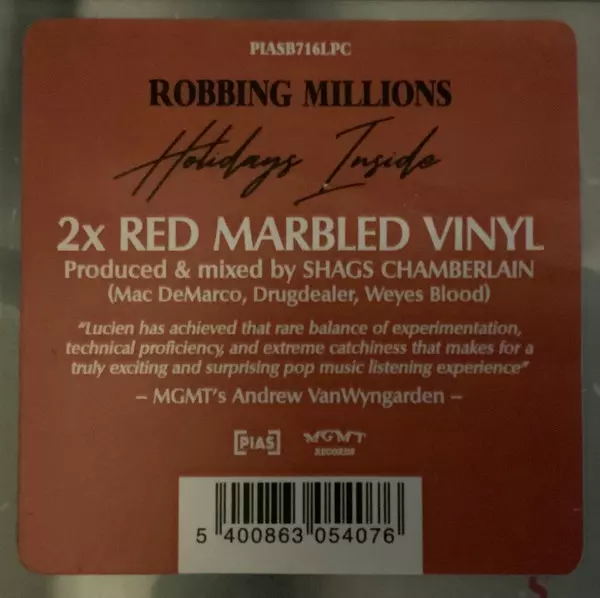 PIASB716LPC
ROBBING MILLIONS
Holidays Inside
2x RED MARBLED VINYL
Produced & mixed by SHAGS CHAMBERLAIN
(Mac DeMarco, Drugdealer, Weyes Blood)
"Lucien has achieved that rare balance of experimentation,
technical proficiency, and extreme catchiness that makes for a
truly exciting and surprising pop music listening experience"
– MGMT's Andrew VanWyngarden –
[PIAS] MGMT
RECORDS
5 400863 054076